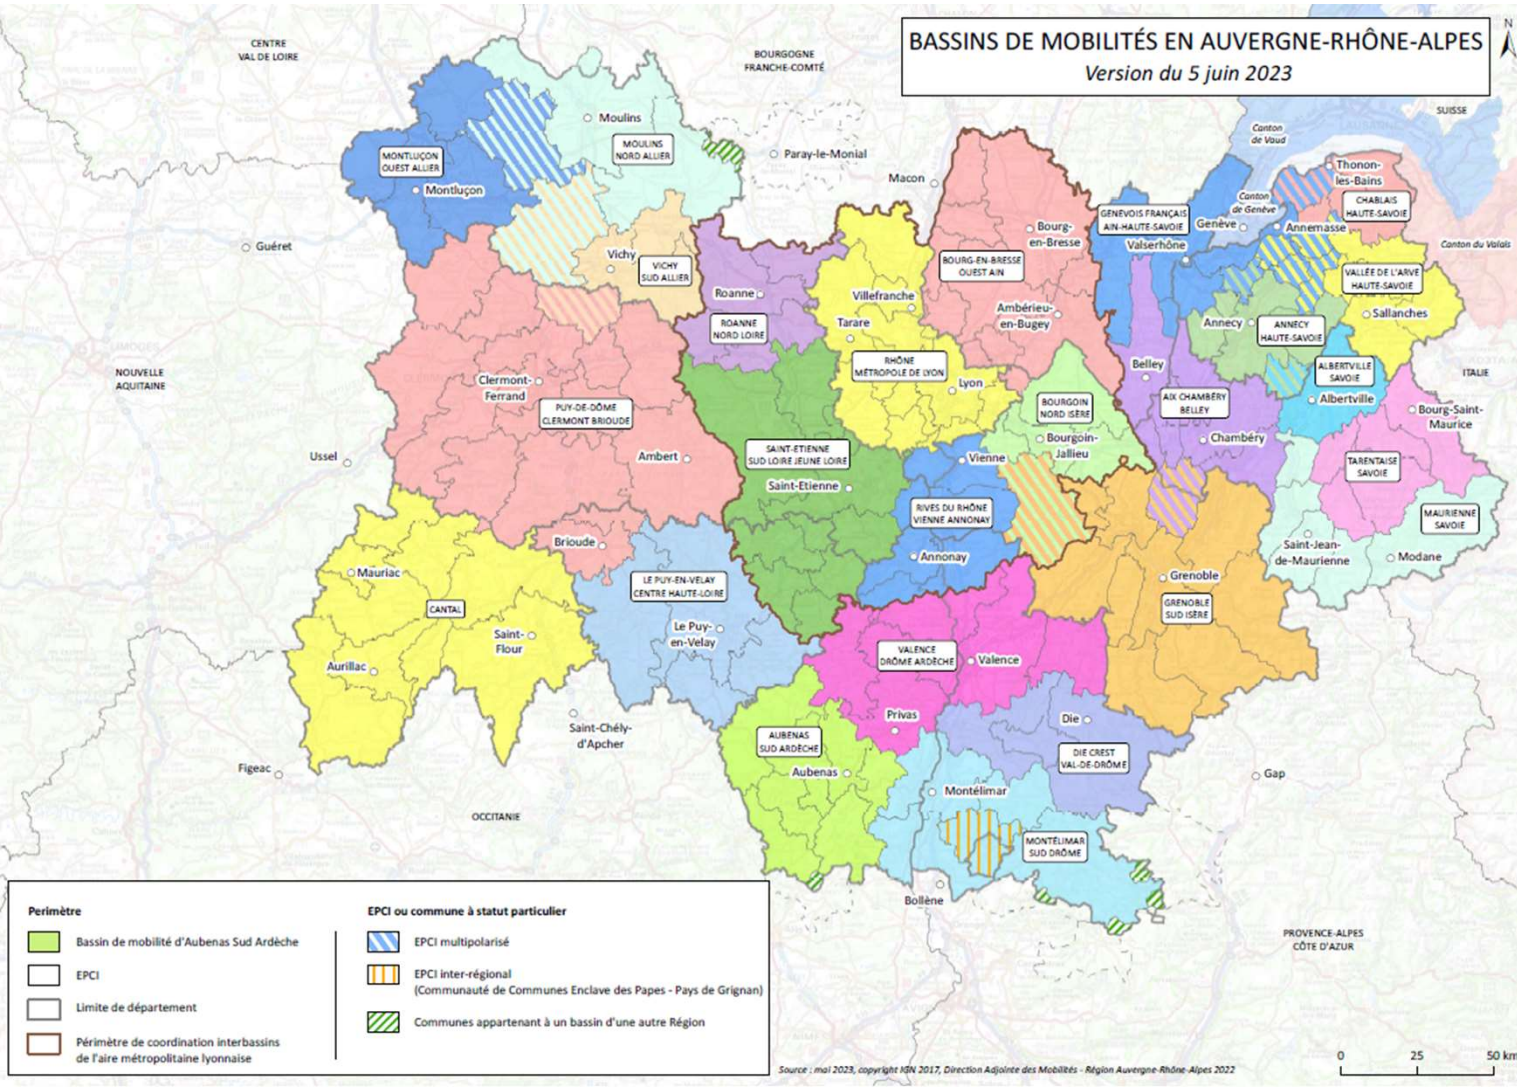 BASSINS DE MOBILITÉS EN AUVERGNE-RHÔNE-ALPES
Version du 5 juin 2023
N
CENTRE
VAL DE LOIRE
BOURGOGNE
FRANCHE-COMTÉ
SUISSE
Canton
de Vaud
Moulins
MOULINS
NORD ALLIER
Paray-le-Monial
MONTLUÇON
OUEST ALLIER
Montluçon
Macon
Thonon-
les-Bains
CHABLAIS
HAUTE-SAVOIE
Canton
de Genève
GENEVOIS FRANÇAIS
AIN-HAUTE-SAVOIE
Genève
Annemasse
Valserhône
Canton du Valais
Guéret
Vichy
VICHY
SUD ALLIER
Bourg-
en-Bresse
BOURG-EN-BRESSE
OUEST AIN
VALLÉE DE L'ARVE
HAUTE-SAVOIE
Roanne
ROANNE
NORD LOIRE
Villefranche
Tarare
Ambérieu-
en-Bugey
Annecy
ANNECY
HAUTE-SAVOIE
Sallanches
NOUVELLE
AQUITAINE
Clermont-
Ferrand
PUY-DE-DÔME
CLERMONT BRIOUDE
RHÔNE
MÉTROPOLE DE LYON
Lyon
Belley
ALBERTVILLE
SAVOIE
Albertville
ITALIE
BOURGOIN
NORD ISÈRE
AIX CHAMBÉRY
BELLEY
Bourg-Saint-
Maurice
Ussel
Ambert
SAINT-ETIENNE
SUD LOIRE JEUNE LOIRE
Saint-Etienne
Vienne
Bourgoin-
Jallieu
Chambéry
TARENTAISE
SAVOIE
RIVES DU RHÔNE
VIENNE ANNONAY
MAURIENNE
SAVOIE
Brioude
Annonay
Saint-Jean-
de-Maurienne
Modane
Mauriac
CANTAL
LE PUY-EN-VELAY
CENTRE HAUTE-LOIRE
Grenoble
GRENOBLE
SUD ISÈRE
Saint-
Flour
Le Puy-
en-Velay
Aurillac
VALENCE
DRÔME ARDÈCHE
Valence
Saint-Chély-
d'Apcher
Privas
Die
AUBENAS
SUD ARDÈCHE
Aubenas
DIE CREST
VAL-DE-DRÔME
Figeac
Gap
Montélimar
OCCITANIE
MONTÉLIMAR
SUD DRÔME
Bollène
PROVENCE-ALPES
CÔTE D'AZUR
Perimètre
Bassin de mobilité d'Aubenas Sud Ardèche
EPCI
Limite de département
Périmètre de coordination interbassins
de l'aire métropolitaine lyonnaise
EPCI ou commune à statut particulier
EPCI multipolarisé
EPCI inter-régional
(Communauté de Communes Enclave des Papes - Pays de Grignan)
Communes appartenant à un bassin d'une autre Région
0 25 50 km
Source : mai 2023, copyright IGN 2017, Direction Adjointe des Mobilités - Région Auvergne-Rhône-Alpes 2022